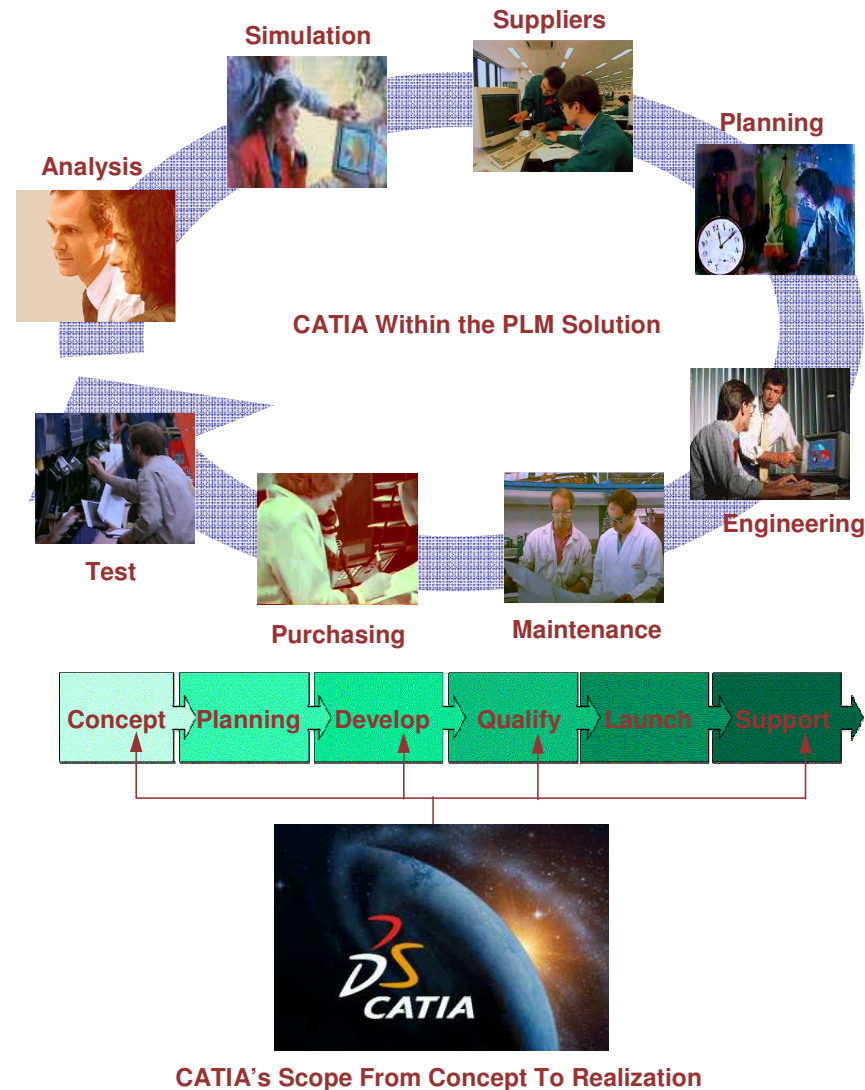 Simulation
Suppliers
Planning
Analysis
CATIA Within the PLM Solution
Engineering
Test
Purchasing
Maintenance
Concept Planning Develop Qualify Launch Support
DS
CATIA
CATIA's Scope From Concept To Realization